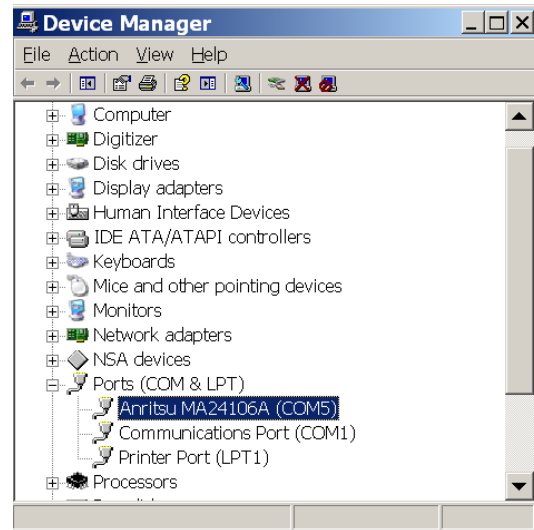 Device Manager
File Action View Help
Computer
Digitizer
Disk drives
Display adapters
Human Interface Devices
IDE ATA/ATAPI controllers
Keyboards
Mice and other pointing devices
Monitors
Network adapters
NSA devices
Ports (COM & LPT)
Anritsu MA24106A (COM5)
Communications Port (COM1)
Printer Port (LPT1)
Processors